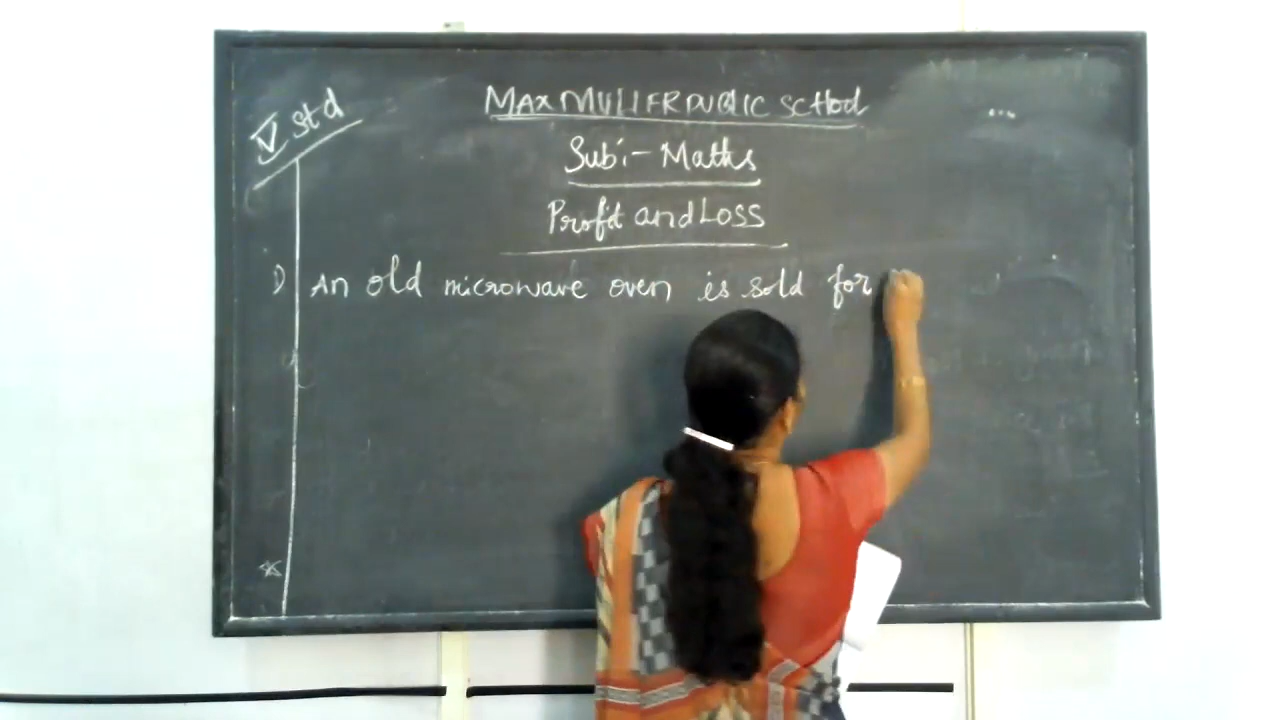 V std
MAX MULLER PUBLIC SCHOOL
Sub:- Maths
Profit and Loss
1) An old microwave oven is sold for